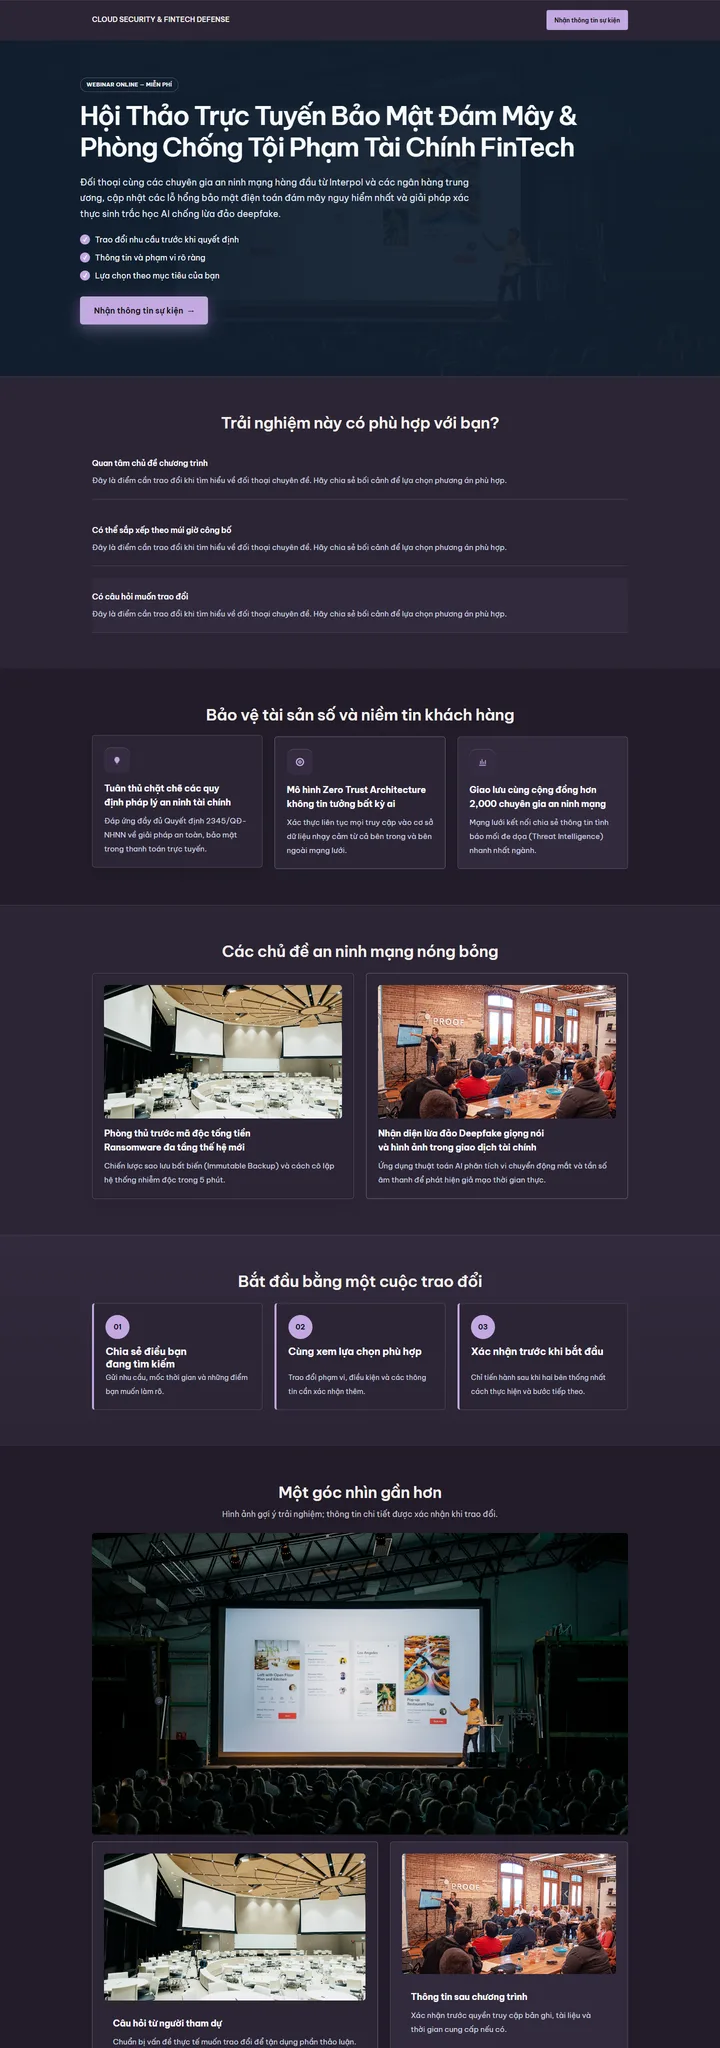 CLOUD SECURITY & FINTECH DEFENSE
Nhận thông tin sự kiện
WEBINAR ONLINE — MIỄN PHÍ
Hội Thảo Trực Tuyến Bảo Mật Đám Mây &
Phòng Chống Tội Phạm Tài Chính FinTech
Đối thoại cùng các chuyên gia an ninh mạng hàng đầu từ Interpol và các ngân hàng trung
ương, cập nhật các lỗ hổng bảo mật điện toán đám mây nguy hiểm nhất và giải pháp xác
thực sinh trắc học AI chống lừa đảo deepfake.
Trao đổi nhu cầu trước khi quyết định
Thông tin và phạm vi rõ ràng
Lựa chọn theo mục tiêu của bạn
Nhận thông tin sự kiện →
Trải nghiệm này có phù hợp với bạn?
Quan tâm chủ đề chương trình
Đây là điểm cần trao đổi khi tìm hiểu về đối thoại chuyên đề. Hãy chia sẻ bối cảnh để lựa chọn phương án phù hợp.
Có thể sắp xếp theo múi giờ công bố
Đây là điểm cần trao đổi khi tìm hiểu về đối thoại chuyên đề. Hãy chia sẻ bối cảnh để lựa chọn phương án phù hợp.
Có câu hỏi muốn trao đổi
Đây là điểm cần trao đổi khi tìm hiểu về đối thoại chuyên đề. Hãy chia sẻ bối cảnh để lựa chọn phương án phù hợp.
Bảo vệ tài sản số và niềm tin khách hàng
Tuân thủ chặt chẽ các quy
định pháp lý an ninh tài chính
Đáp ứng đầy đủ Quyết định 2345/QĐ-
NHNN về giải pháp an toàn, bảo mật
trong thanh toán trực tuyến.
Mô hình Zero Trust Architecture
không tin tưởng bất kỳ ai
Xác thực liên tục mọi truy cập vào cơ sở
dữ liệu nhạy cảm từ cả bên trong và bên
ngoài mạng lưới.
Giao lưu cùng cộng đồng hơn
2,000 chuyên gia an ninh mạng
Mạng lưới kết nối chia sẻ thông tin tình
báo mối đe dọa (Threat Intelligence)
nhanh nhất ngành.
Các chủ đề an ninh mạng nóng bỏng
PROOF
Phòng thủ trước mã độc tống tiền
Ransomware đa tầng thế hệ mới
Chiến lược sao lưu bất biến (Immutable Backup) và cách cô lập
hệ thống nhiễm độc trong 5 phút.
Nhận diện lừa đảo Deepfake giọng nói
và hình ảnh trong giao dịch tài chính
Ứng dụng thuật toán AI phân tích vi chuyển động mắt và tần số
âm thanh để phát hiện giả mạo thời gian thực.
Bắt đầu bằng một cuộc trao đổi
01
Chia sẻ điều bạn
đang tìm kiếm
Gửi nhu cầu, mốc thời gian và những điểm
bạn muốn làm rõ.
02
Cùng xem lựa chọn phù hợp
Trao đổi phạm vi, điều kiện và các thông
tin cần xác nhận thêm.
03
Xác nhận trước khi bắt đầu
Chỉ tiến hành sau khi hai bên thống nhất
cách thực hiện và bước tiếp theo.
Một góc nhìn gần hơn
Hình ảnh gợi ý trải nghiệm; thông tin chi tiết được xác nhận khi trao đổi.
Loft with Open Floor
Plan and Kitchen
Los Angeles
Pop-up
Restaurant Tour
PROOF
Câu hỏi từ người tham dự
Chuẩn bị vấn đề thực tế muốn trao đổi để tận dụng phần thảo luận.
Thông tin sau chương trình
Xác nhận trước quyền truy cập bản ghi, tài liệu và
thời gian cung cấp nếu có.